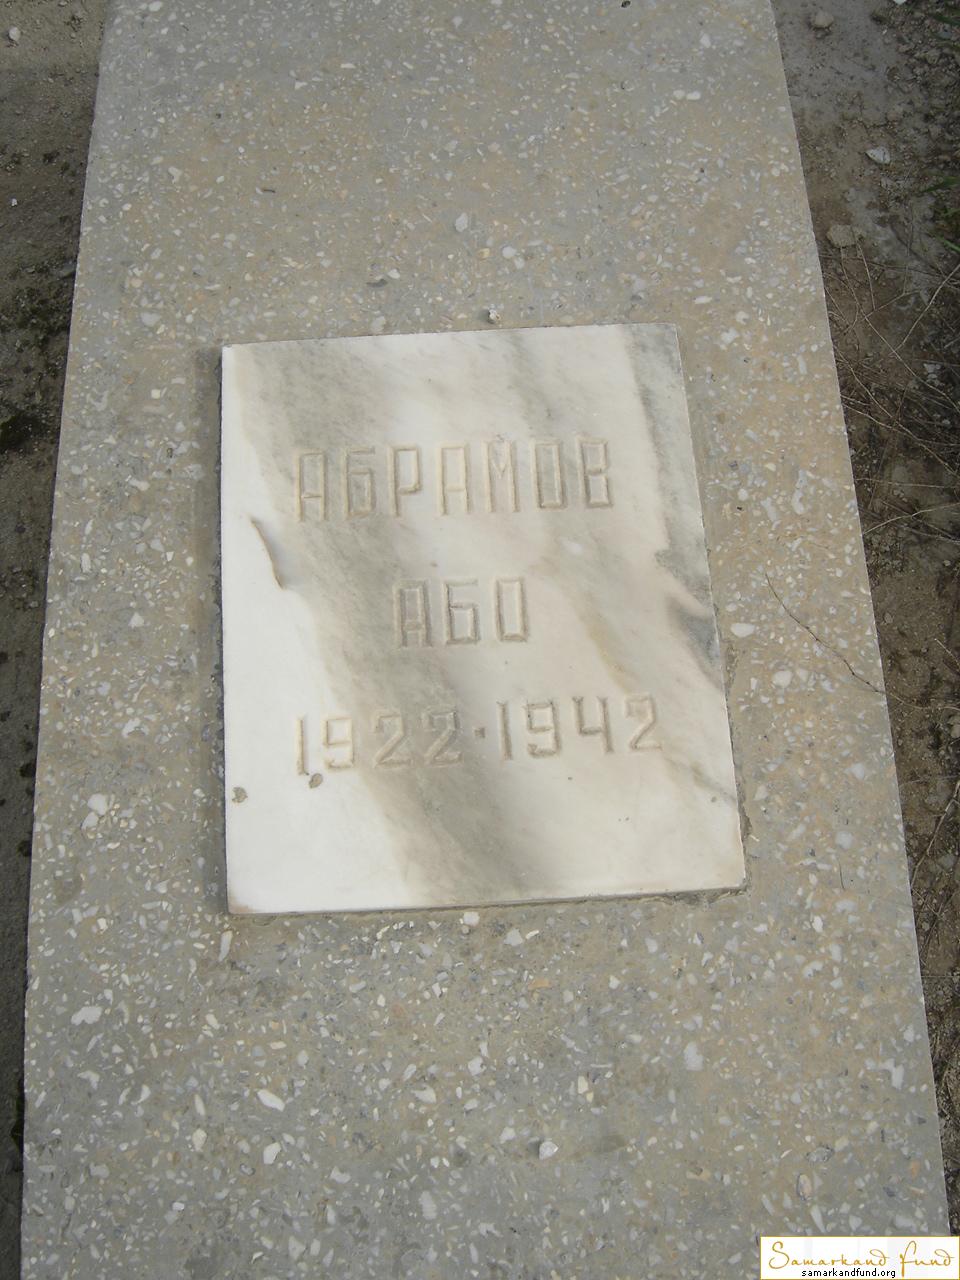 АБРАМОВ
АБО
1922-1942
Samarkand fund
samarkandfund.org